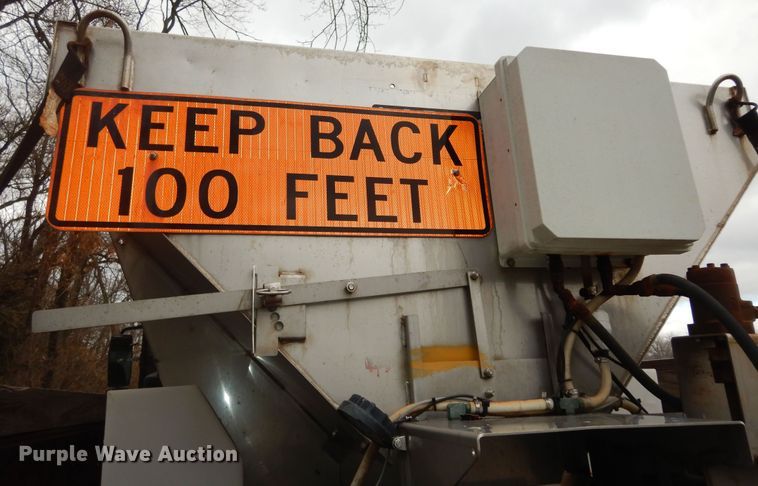 KEEP BACK
100 FEET
Purple Wave Auction